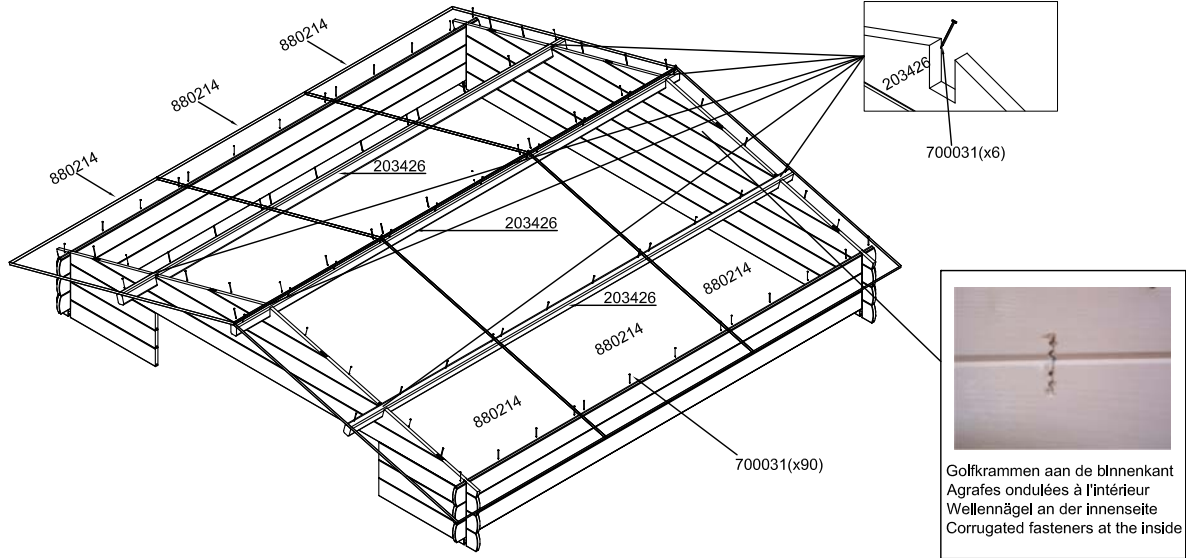 880214
880214
880214
203426
700031(x6)
203426
203426
203426
880214
880214
880214
700031(x90)
Golfkrammen aan de binnenkant
Agrafes ondulées à l'intérieur
Wellennägel an der innenseite
Corrugated fasteners at the inside